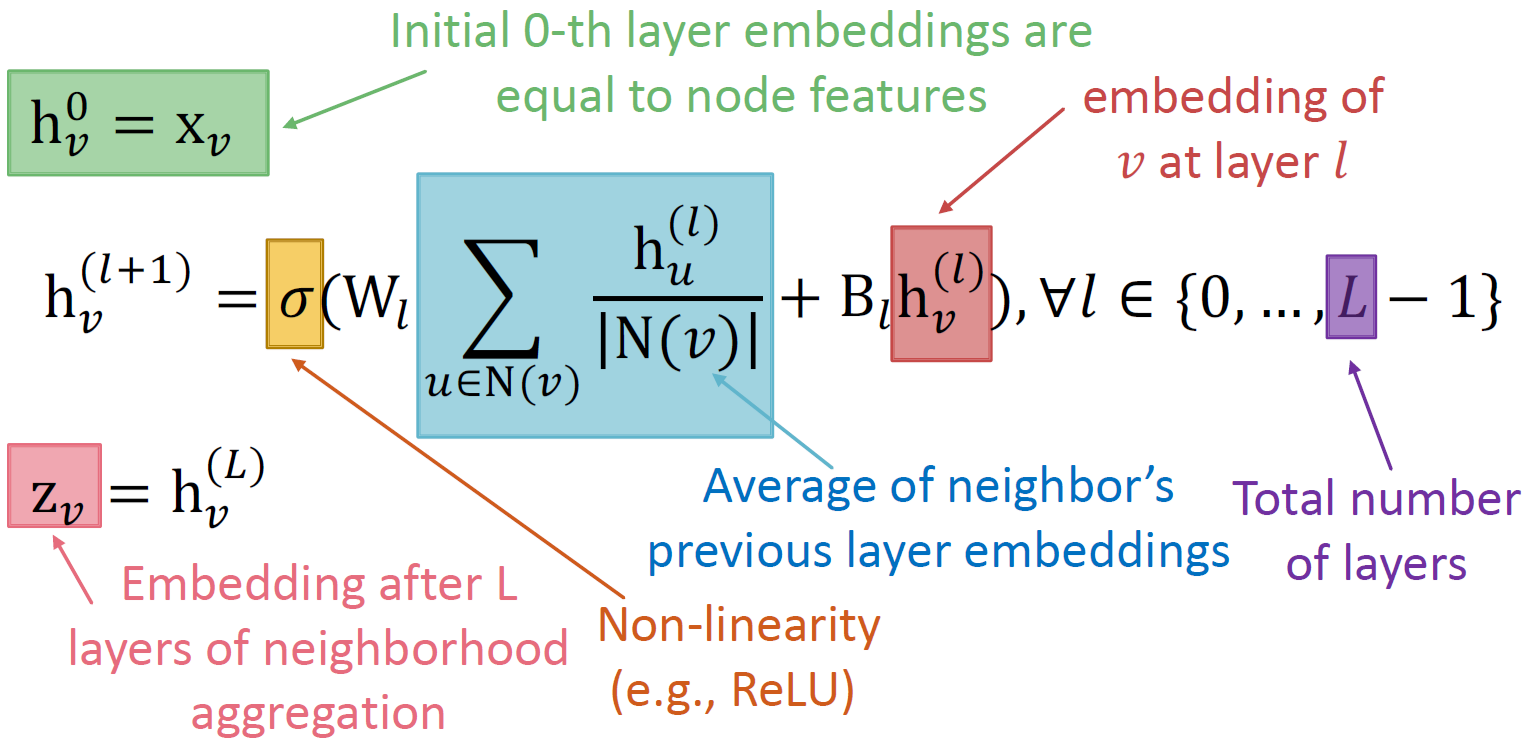 Initial 0-th layer embeddings are
equal to node features
h_v^0 = x_v
embedding of
v at layer l
h_v^{(l+1)} = σ(W_l ∑_{u∈N(v)} h_u^{(l)} / |N(v)| + B_l h_v^{(l)}), ∀l ∈ {0, …, L − 1}
z_v = h_v^{(L)}
Average of neighbor’s
previous layer embeddings
Total number
of layers
Embedding after L
layers of neighborhood
aggregation
Non-linearity
(e.g., ReLU)